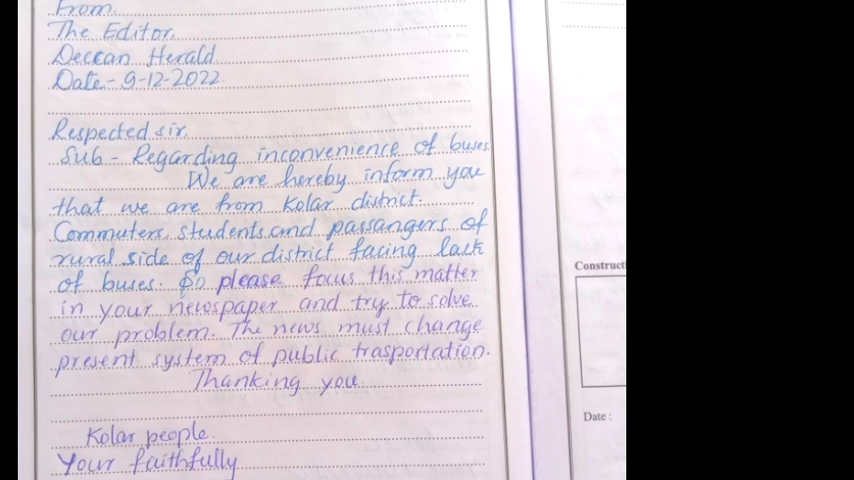 From.
The Editor,
Deccan Herald
Date- 9-12-2022
Respected sir,
Sub - Regarding inconvenience of buses
We are hereby inform you
that we are from Kolar district.
Commuters, students and passangers of
rural side of our district facing lack
of buses. So please focus this matter
in your newspaper and try to solve
our problem. The news must change
present system of public trasportation.
Thanking you
Kolar people.
Your faithfully
Construct
Date :